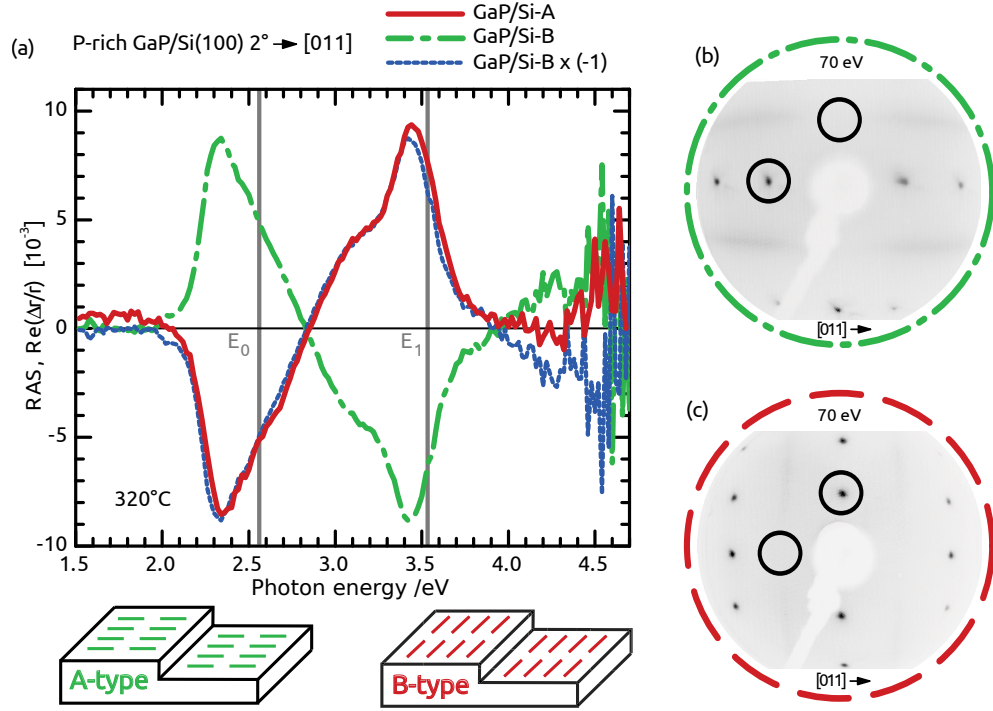 GaP/Si-A
(a) P-rich GaP/Si(100) 2° → [011] GaP/Si-B
GaP/Si-B x (-1)
RAS, Re(Δr/r) [10⁻³]
10
5
0
-5
-10
E₀
E₁
320°C
1.5 2.0 2.5 3.0 3.5 4.0 4.5
Photon energy /eV
A-type
B-type
(b)
70 eV
[011] →
(c)
70 eV
[011] →